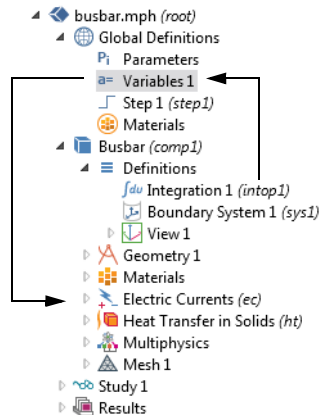 busbar.mph (root)
Global Definitions
Pi Parameters
a= Variables 1
Step 1 (step1)
Materials
Busbar (comp1)
Definitions
∫du Integration 1 (intop1)
Boundary System 1 (sys1)
View 1
Geometry 1
Materials
Electric Currents (ec)
Heat Transfer in Solids (ht)
Multiphysics
Mesh 1
Study 1
Results